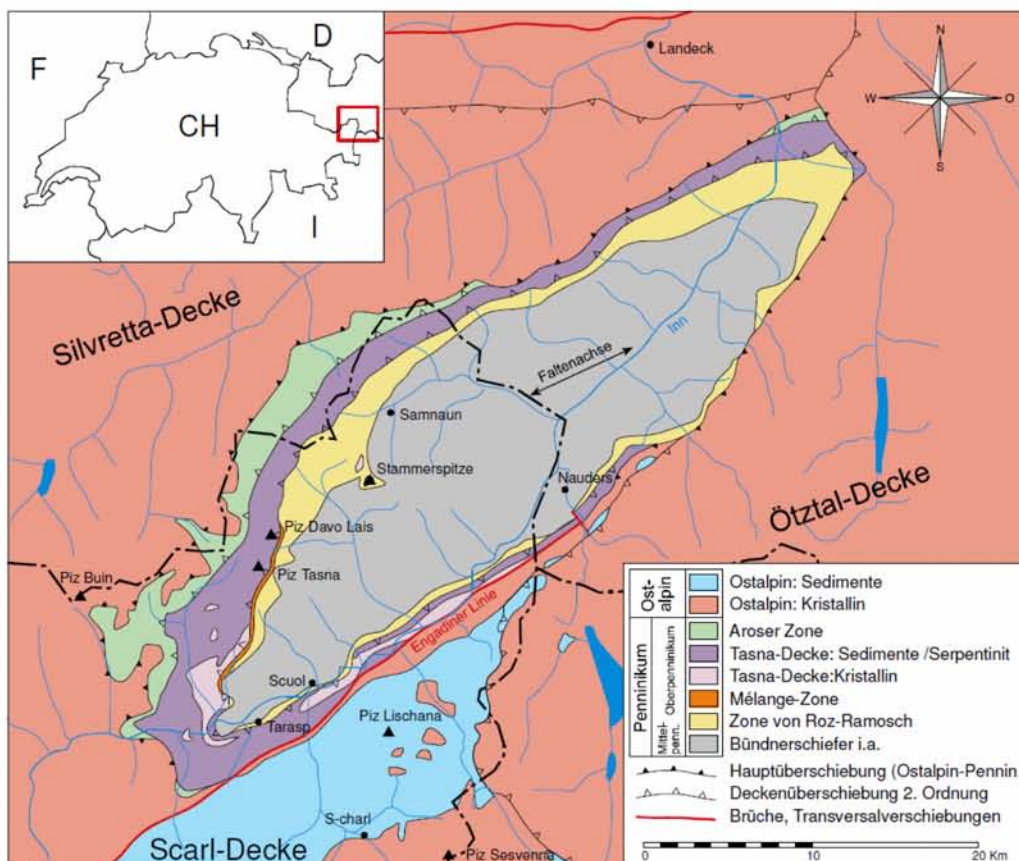 D
F
CH
I
Landeck
N
W
O
S
Silvretta-Decke
Inn
Faltenachse
Samnaun
Stammerspitze
Nauders
Ötztal-Decke
Piz Davo Lais
Piz Buin
Piz Tasna
Engadiner Linie
Scuol
Tarasp
Piz Lischana
S-charl
Scarl-Decke
Piz Sesvenna
Ost-
alpin
Ostalpin: Sedimente
Ostalpin: Kristallin
Penninikum
Oberpenninikum
Aroser Zone
Tasna-Decke: Sedimente /Serpentinit
Tasna-Decke:Kristallin
Mélange-Zone
Mittel-
penn.
Zone von Roz-Ramosch
Bündnerschiefer i.a.
Hauptüberschiebung (Ostalpin-Pennin
Deckenüberschiebung 2. Ordnung
Brüche, Transversalverschiebungen
0 10 20 Km